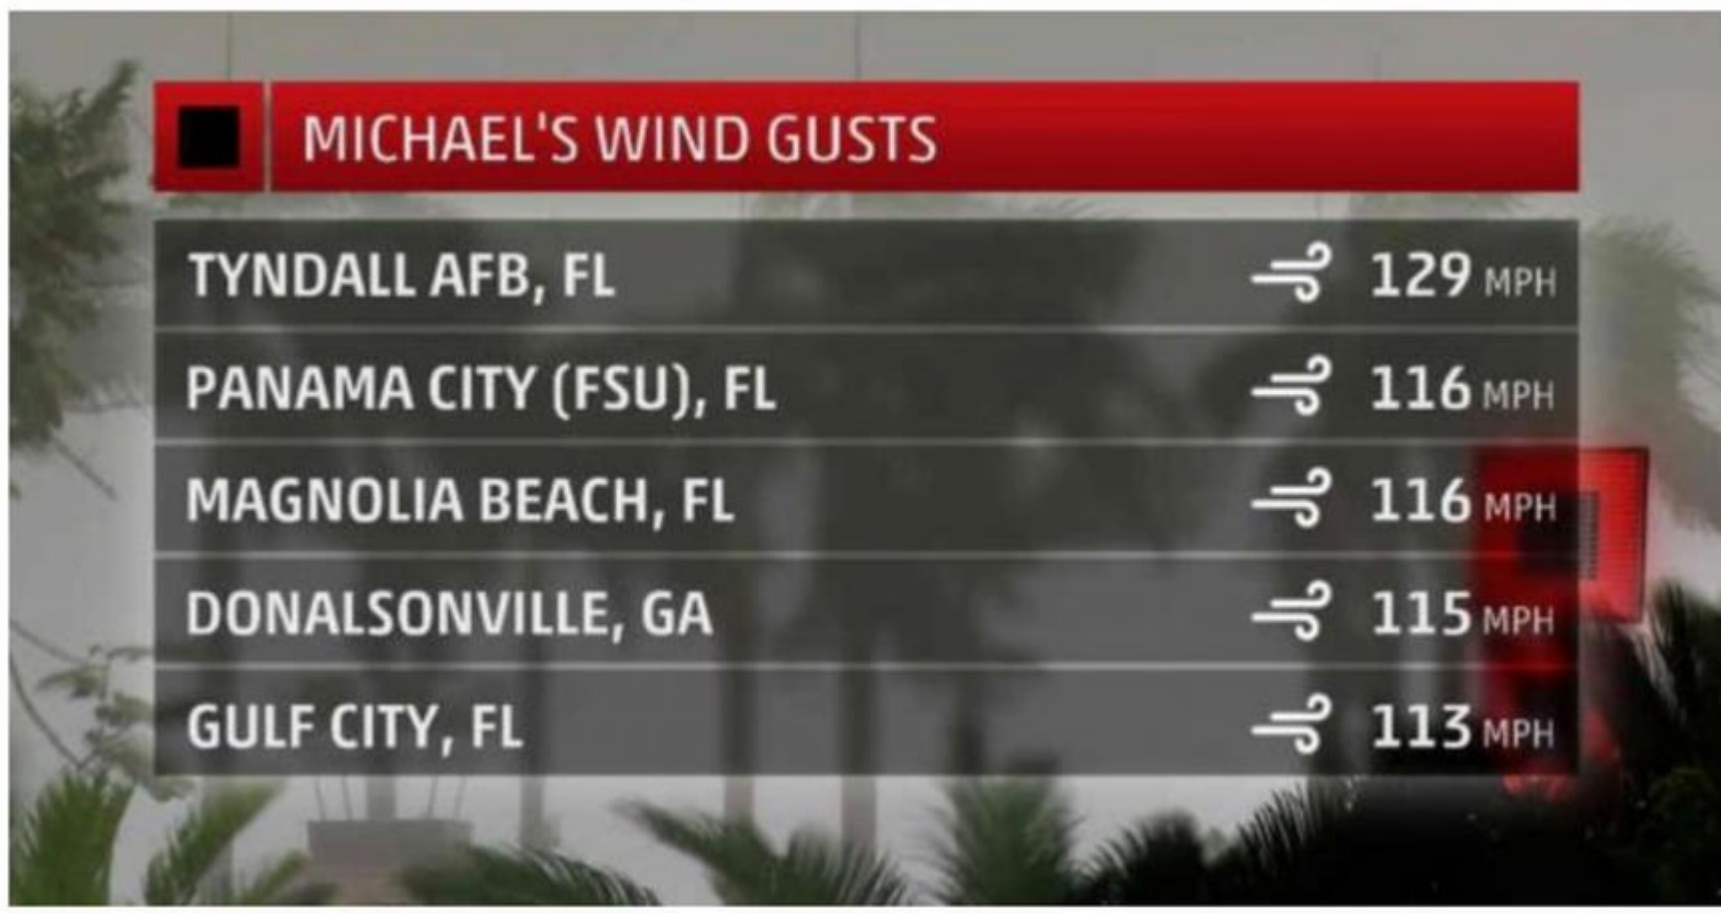 MICHAEL'S WIND GUSTS
TYNDALL AFB, FL 129 MPH
PANAMA CITY (FSU), FL 116 MPH
MAGNOLIA BEACH, FL 116 MPH
DONALSONVILLE, GA 115 MPH
GULF CITY, FL 113 MPH